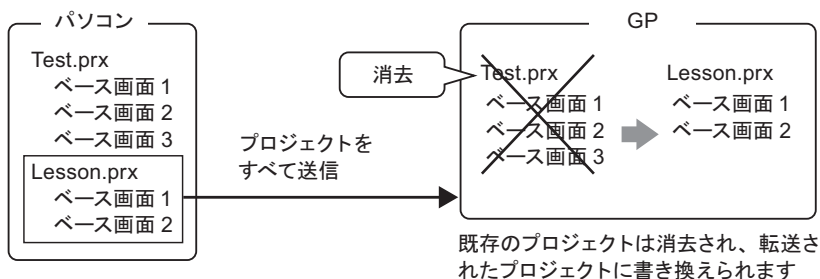 パソコン
Test.prx
ベース画面 1
ベース画面 2
ベース画面 3
Lesson.prx
ベース画面 1
ベース画面 2
プロジェクトを
すべて送信
GP
消去
Test.prx
ベース画面 1
ベース画面 2
ベース画面 3
Lesson.prx
ベース画面 1
ベース画面 2
既存のプロジェクトは消去され、転送さ
れたプロジェクトに書き換えられます